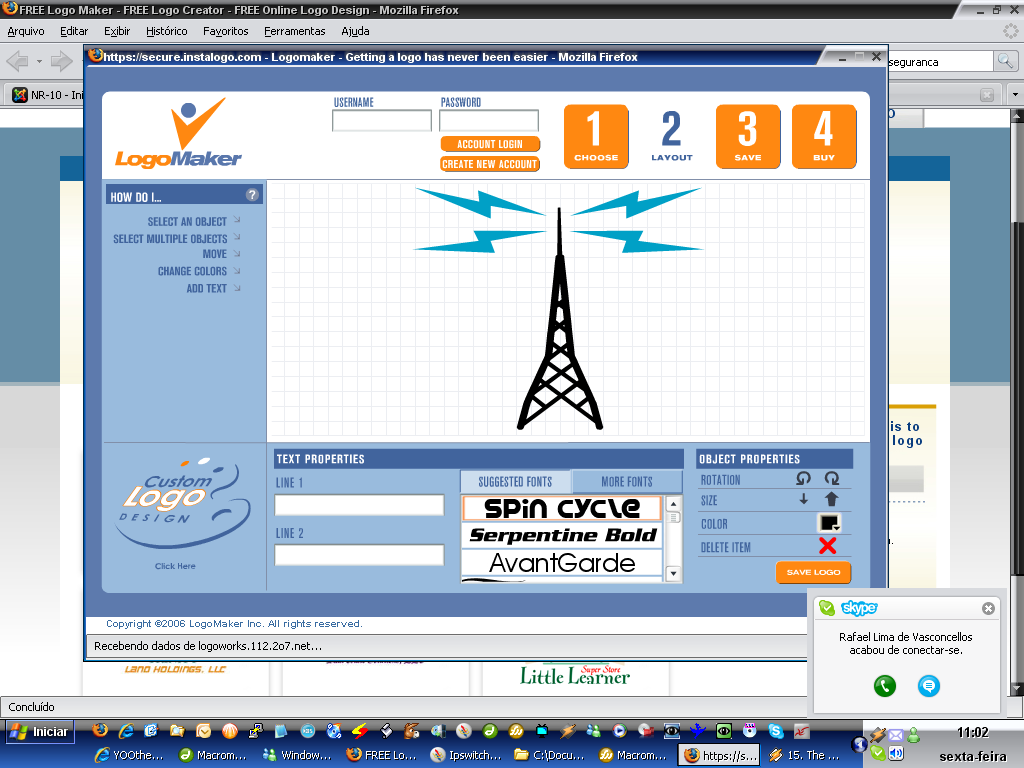 FREE Logo Maker - FREE Logo Creator - FREE Online Logo Design - Mozilla Firefox
Arquivo Editar Exibir Histórico Favoritos Ferramentas Ajuda
https://secure.instalogo.com - Logomaker - Getting a logo has never been easier - Mozilla Firefox
seguranca
NR-10 - Ini
LogoMaker
USERNAME
PASSWORD
ACCOUNT LOGIN
CREATE NEW ACCOUNT
1
CHOOSE
2
LAYOUT
3
SAVE
4
BUY
HOW DO I...
?
SELECT AN OBJECT
SELECT MULTIPLE OBJECTS
MOVE
CHANGE COLORS
ADD TEXT
is to
logo
Custom
Logo
DESIGN
Click Here
TEXT PROPERTIES
LINE 1
LINE 2
SUGGESTED FONTS
MORE FONTS
Spin Cycle
Serpentine Bold
AvantGarde
OBJECT PROPERTIES
ROTATION
SIZE
COLOR
DELETE ITEM
SAVE LOGO
Copyright ©2006 LogoMaker Inc. All rights reserved.
Recebendo dados de logoworks.112.2o7.net...
LAND HOLDINGS, LLC
Super Store
Little Learner
skype
Rafael Lima de Vasconcellos
acabou de conectar-se.
Concluído
Iniciar
YOOthe...
Macrom...
Window...
FREE Lo...
Ipswitch...
C:\Docu...
Macrom...
https://s...
15. The ...
11:02
sexta-feira